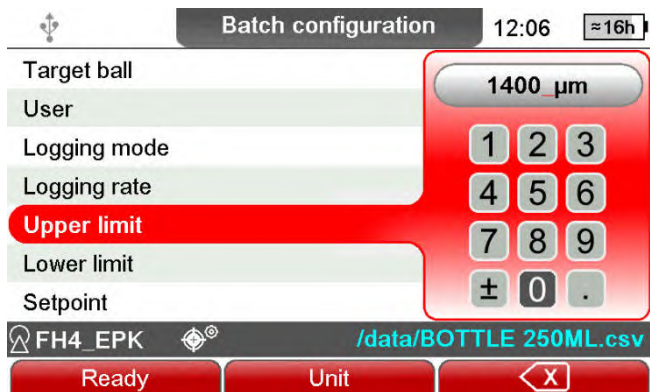 Batch configuration 12:06 ≈16h
Target ball
User
Logging mode
Logging rate
Upper limit
Lower limit
Setpoint
1400_µm
1 2 3
4 5 6
7 8 9
± 0 .
FH4_EPK /data/BOTTLE 250ML.csv
Ready Unit X